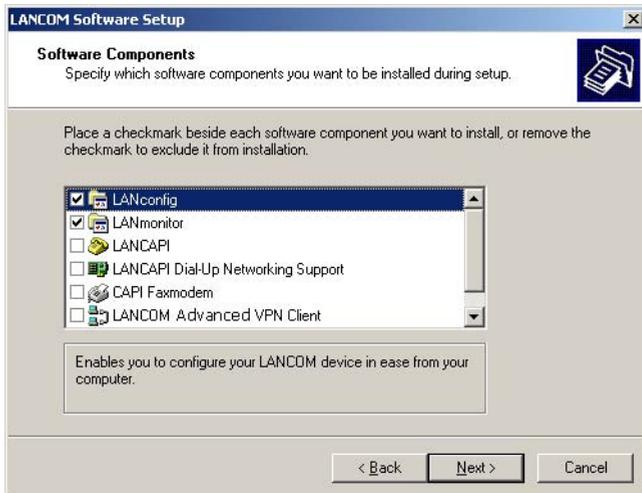 LANCOM Software Setup
Software Components
Specify which software components you want to be installed during setup.
Place a checkmark beside each software component you want to install, or remove the
checkmark to exclude it from installation.
LANconfig
LANmonitor
LANCAPI
LANCAPI Dial-Up Networking Support
CAPI Faxmodem
LANCOM Advanced VPN Client
Enables you to configure your LANCOM device in ease from your
computer.
< Back
Next >
Cancel